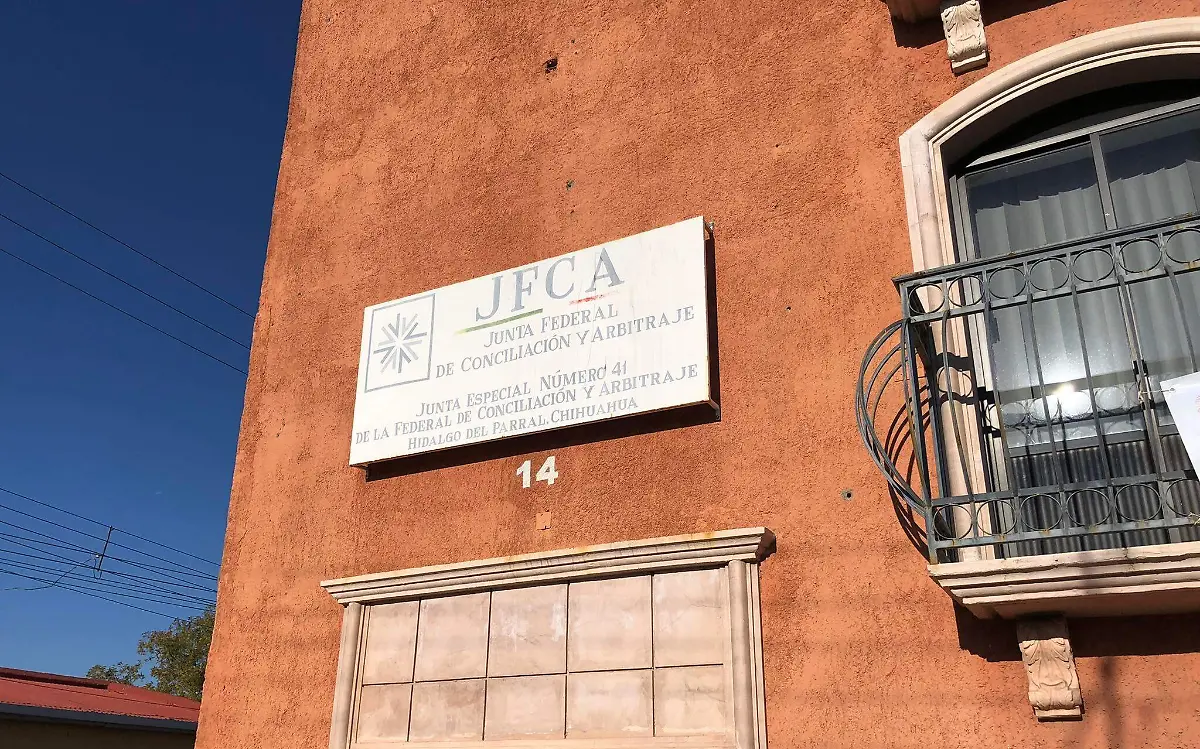 JFCA
JUNTA FEDERAL
DE CONCILIACIÓN Y ARBITRAJE
JUNTA ESPECIAL NÚMERO 41
DE LA FEDERAL DE CONCILIACIÓN Y ARBITRAJE
HIDALGO DEL PARRAL, CHIHUAHUA
14